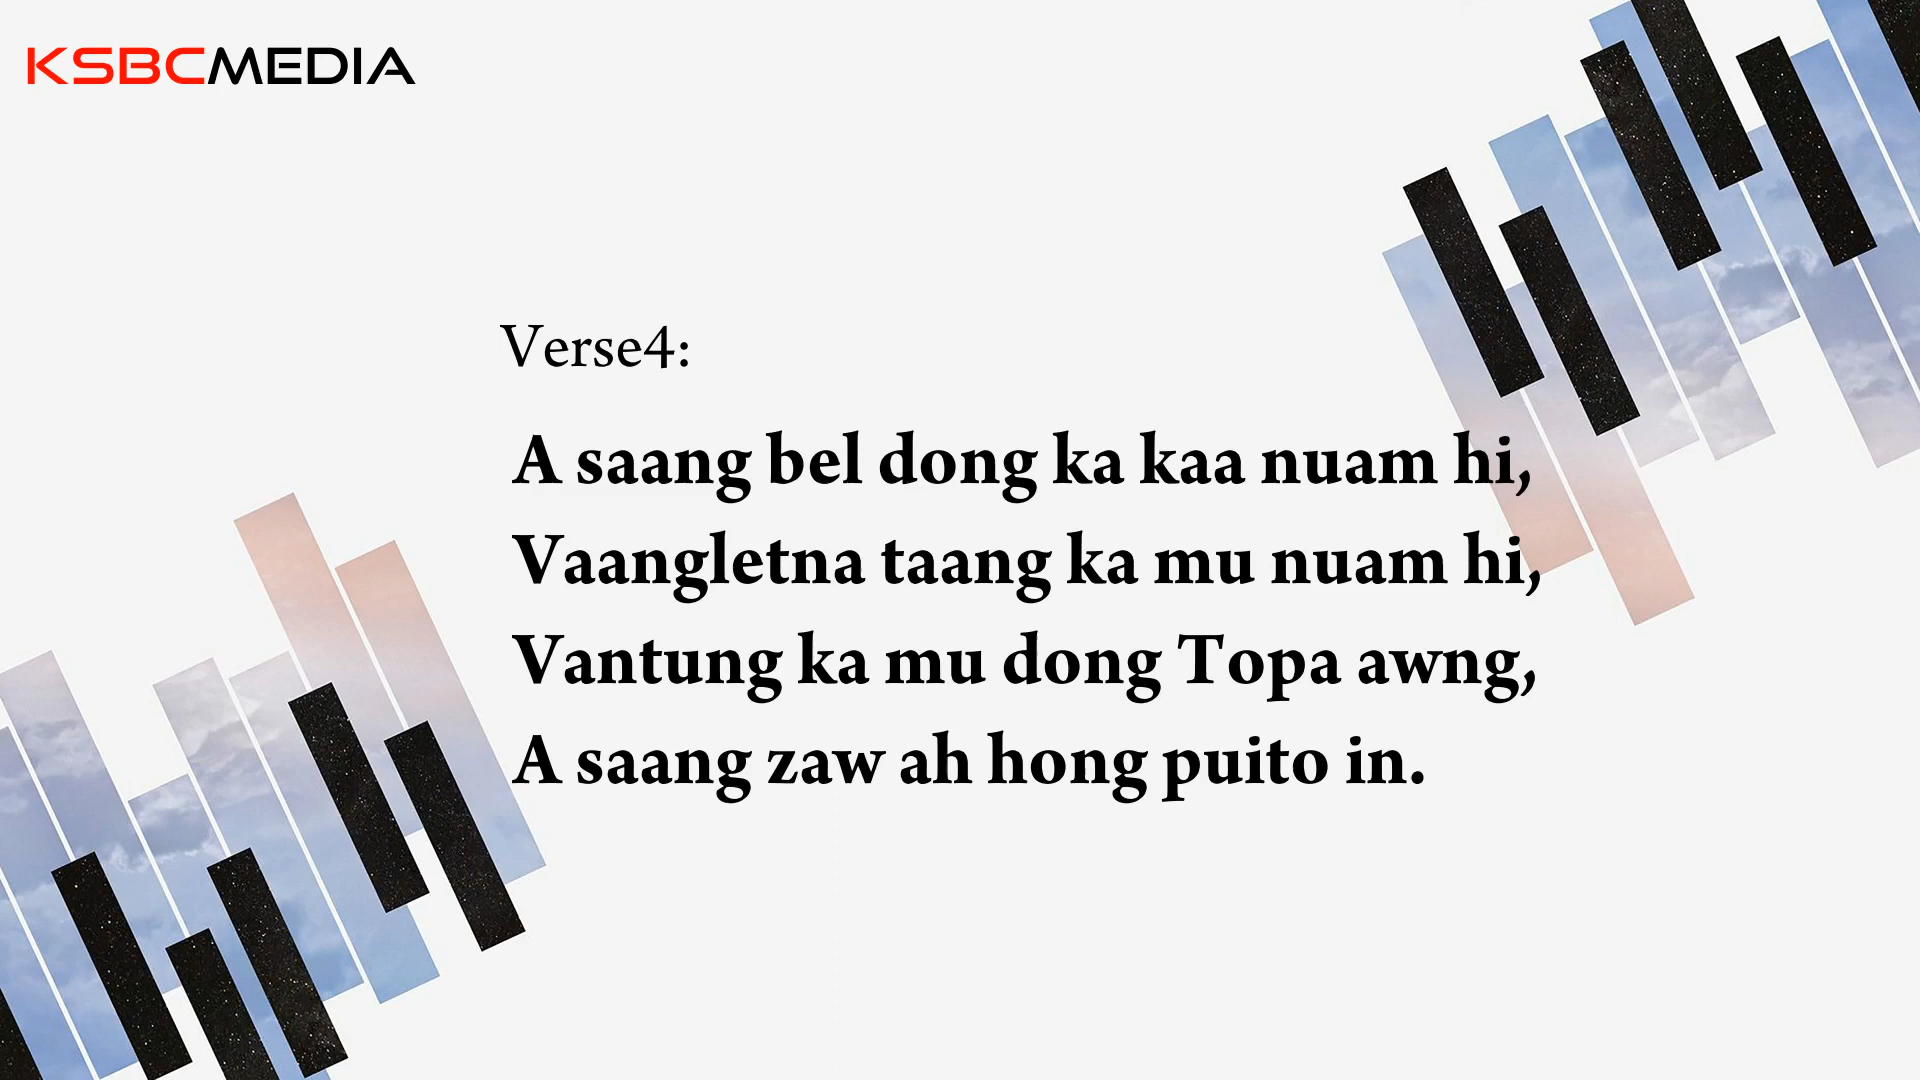 KSBCMEDIA
Verse4:
A saang bel dong ka kaa nuam hi,
Vaangletna taang ka mu nuam hi,
Vantung ka mu dong Topa awng,
A saang zaw ah hong puito in.